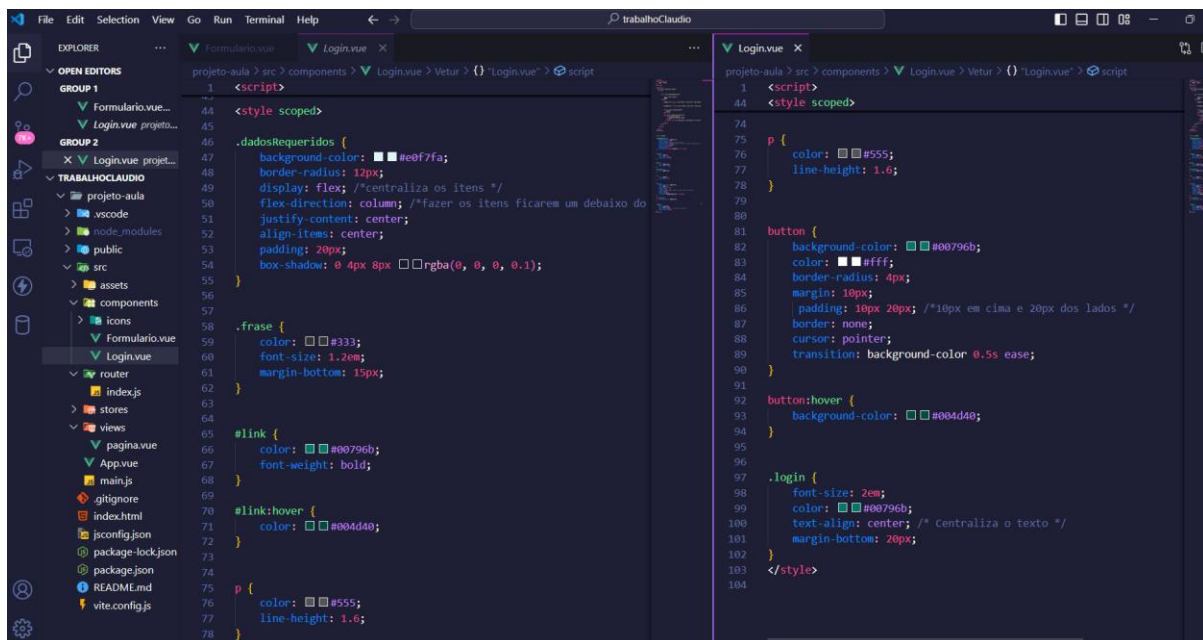 File Edit Selection View Go Run Terminal Help
trabalhoClaudio
EXPLORER
OPEN EDITORS
GROUP 1
Formulario.vue...
Login.vue projeto...
GROUP 2
Login.vue projet...
TRABALHOCLAUDIO
projeto-aula
.vscode
node_modules
public
src
assets
components
icons
Formulario.vue
Login.vue
router
index.js
stores
views
pagina.vue
App.vue
main.js
.gitignore
index.html
jsconfig.json
package-lock.json
package.json
README.md
vite.config.js
7K+
Formulario.vue Login.vue
projeto-aula > src > components > Login.vue > Vetur > {} "Login.vue" > script
1 <script>
44 <style scoped>
45
46 .dadosRequeridos {
47 background-color: #e0f7fa;
48 border-radius: 12px;
49 display: flex; /*centraliza os itens */
50 flex-direction: column; /*fazer os itens ficarem um debaixo do
51 justify-content: center;
52 align-items: center;
53 padding: 20px;
54 box-shadow: 0 4px 8px rgba(0, 0, 0, 0.1);
55 }
56
57
58 .frase {
59 color: #333;
60 font-size: 1.2em;
61 margin-bottom: 15px;
62 }
63
64
65 #link {
66 color: #00796b;
67 font-weight: bold;
68 }
69
70 #link:hover {
71 color: #004d40;
72 }
73
74
75 p {
76 color: #555;
77 line-height: 1.6;
78 }
Login.vue
projeto-aula > src > components > Login.vue > Vetur > {} "Login.vue" > script
1 <script>
44 <style scoped>
74
75 p {
76 color: #555;
77 line-height: 1.6;
78 }
79
80
81 button {
82 background-color: #00796b;
83 color: #fff;
84 border-radius: 4px;
85 margin: 10px;
86 padding: 10px 20px; /*10px em cima e 20px dos lados */
87 border: none;
88 cursor: pointer;
89 transition: background-color 0.5s ease;
90 }
91
92 button:hover {
93 background-color: #004d40;
94 }
95
96
97 .login {
98 font-size: 2em;
99 color: #00796b;
100 text-align: center; /* Centraliza o texto */
101 margin-bottom: 20px;
102 }
103 </style>
104